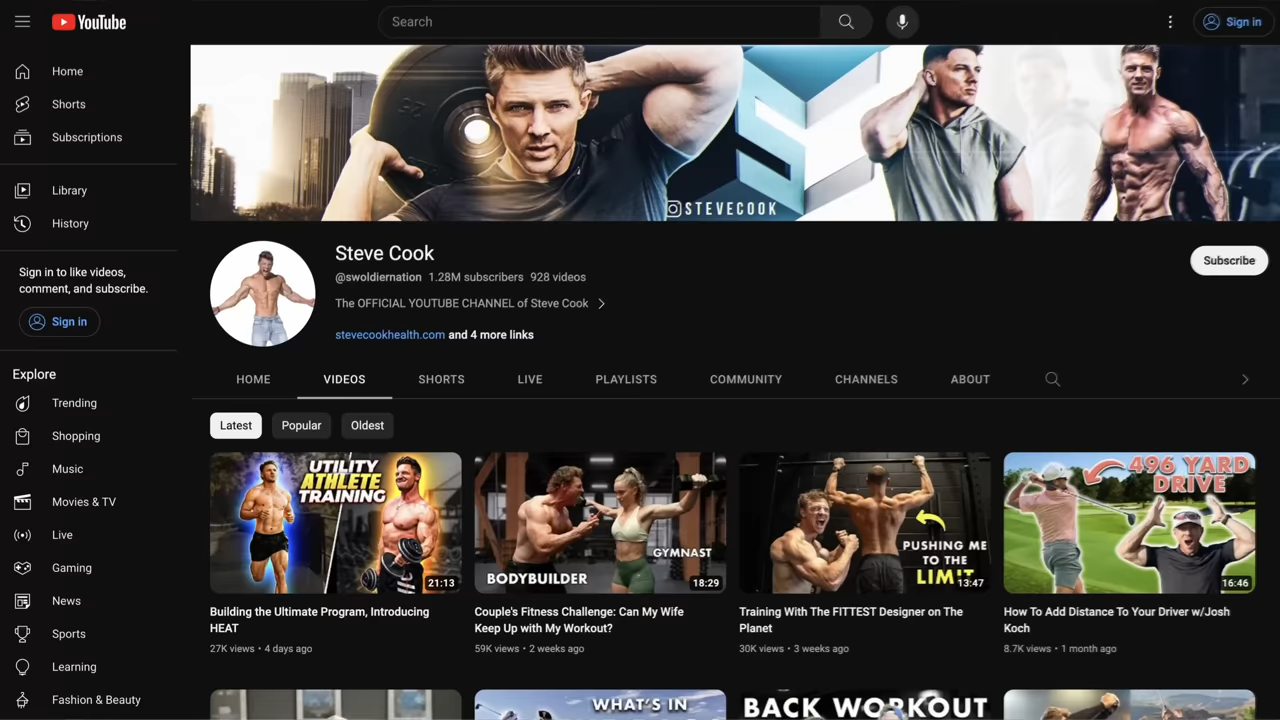 YouTube
Search
Sign in
Home
Shorts
Subscriptions
Library
History
Sign in to like videos,
comment, and subscribe.
Sign in
Explore
Trending
Shopping
Music
Movies & TV
Live
Gaming
News
Sports
Learning
Fashion & Beauty
STEVECOOK
Steve Cook
@swoldiernation 1.28M subscribers 928 videos
The OFFICIAL YOUTUBE CHANNEL of Steve Cook
stevecookhealth.com and 4 more links
Subscribe
HOME
VIDEOS
SHORTS
LIVE
PLAYLISTS
COMMUNITY
CHANNELS
ABOUT
Latest
Popular
Oldest
UTILITY
ATHLETE
TRAINING
21:13
Building the Ultimate Program, Introducing
HEAT
27K views • 4 days ago
GYMNAST
BODYBUILDER
18:29
Couple's Fitness Challenge: Can My Wife
Keep Up with My Workout?
59K views • 2 weeks ago
PUSHING ME
TO THE
LIMIT
13:47
Training With The FITTEST Designer on The
Planet
30K views • 3 weeks ago
496 YARD
DRIVE
16:46
How To Add Distance To Your Driver w/Josh
Koch
8.7K views • 1 month ago
WHAT'S IN
BACK WORKOUT